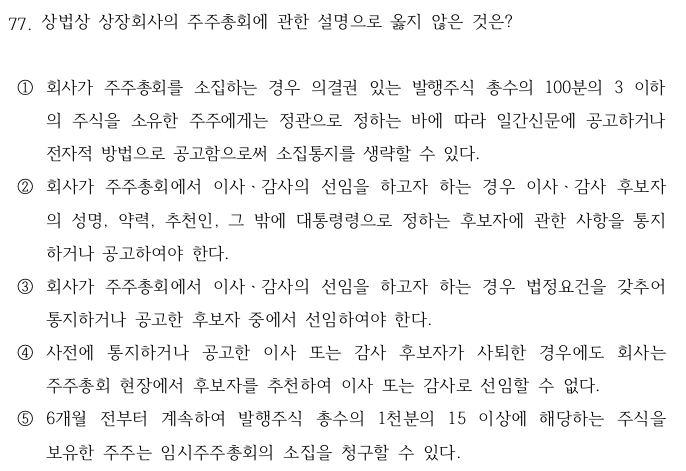 77. 상법상 상장회사의 주주총회에 관한 설명으로 옳지 않은 것은?
① 회사가 주주총회를 소집하는 경우 의결권 있는 발행주식 총수의 100분의 3 이하
의 주식을 소유한 주주에게는 정관으로 정하는 바에 따라 일간신문에 공고하거나
전자적 방법으로 공고함으로써 소집통지를 생략할 수 있다.
② 회사가 주주총회에서 이사ㆍ감사의 선임을 하고자 하는 경우 이사ㆍ감사 후보자
의 성명, 약력, 추천인, 그 밖에 대통령령으로 정하는 후보자에 관한 사항을 통지
하거나 공고하여야 한다.
③ 회사가 주주총회에서 이사ㆍ감사의 선임을 하고자 하는 경우 법정요건을 갖추어
통지하거나 공고한 후보자 중에서 선임하여야 한다.
④ 사전에 통지하거나 공고한 이사 또는 감사 후보자가 사퇴한 경우에도 회사는
주주총회 현장에서 후보자를 추천하여 이사 또는 감사로 선임할 수 없다.
⑤ 6개월 전부터 계속하여 발행주식 총수의 1천분의 15 이상에 해당하는 주식을
보유한 주주는 임시주주총회의 소집을 청구할 수 있다.